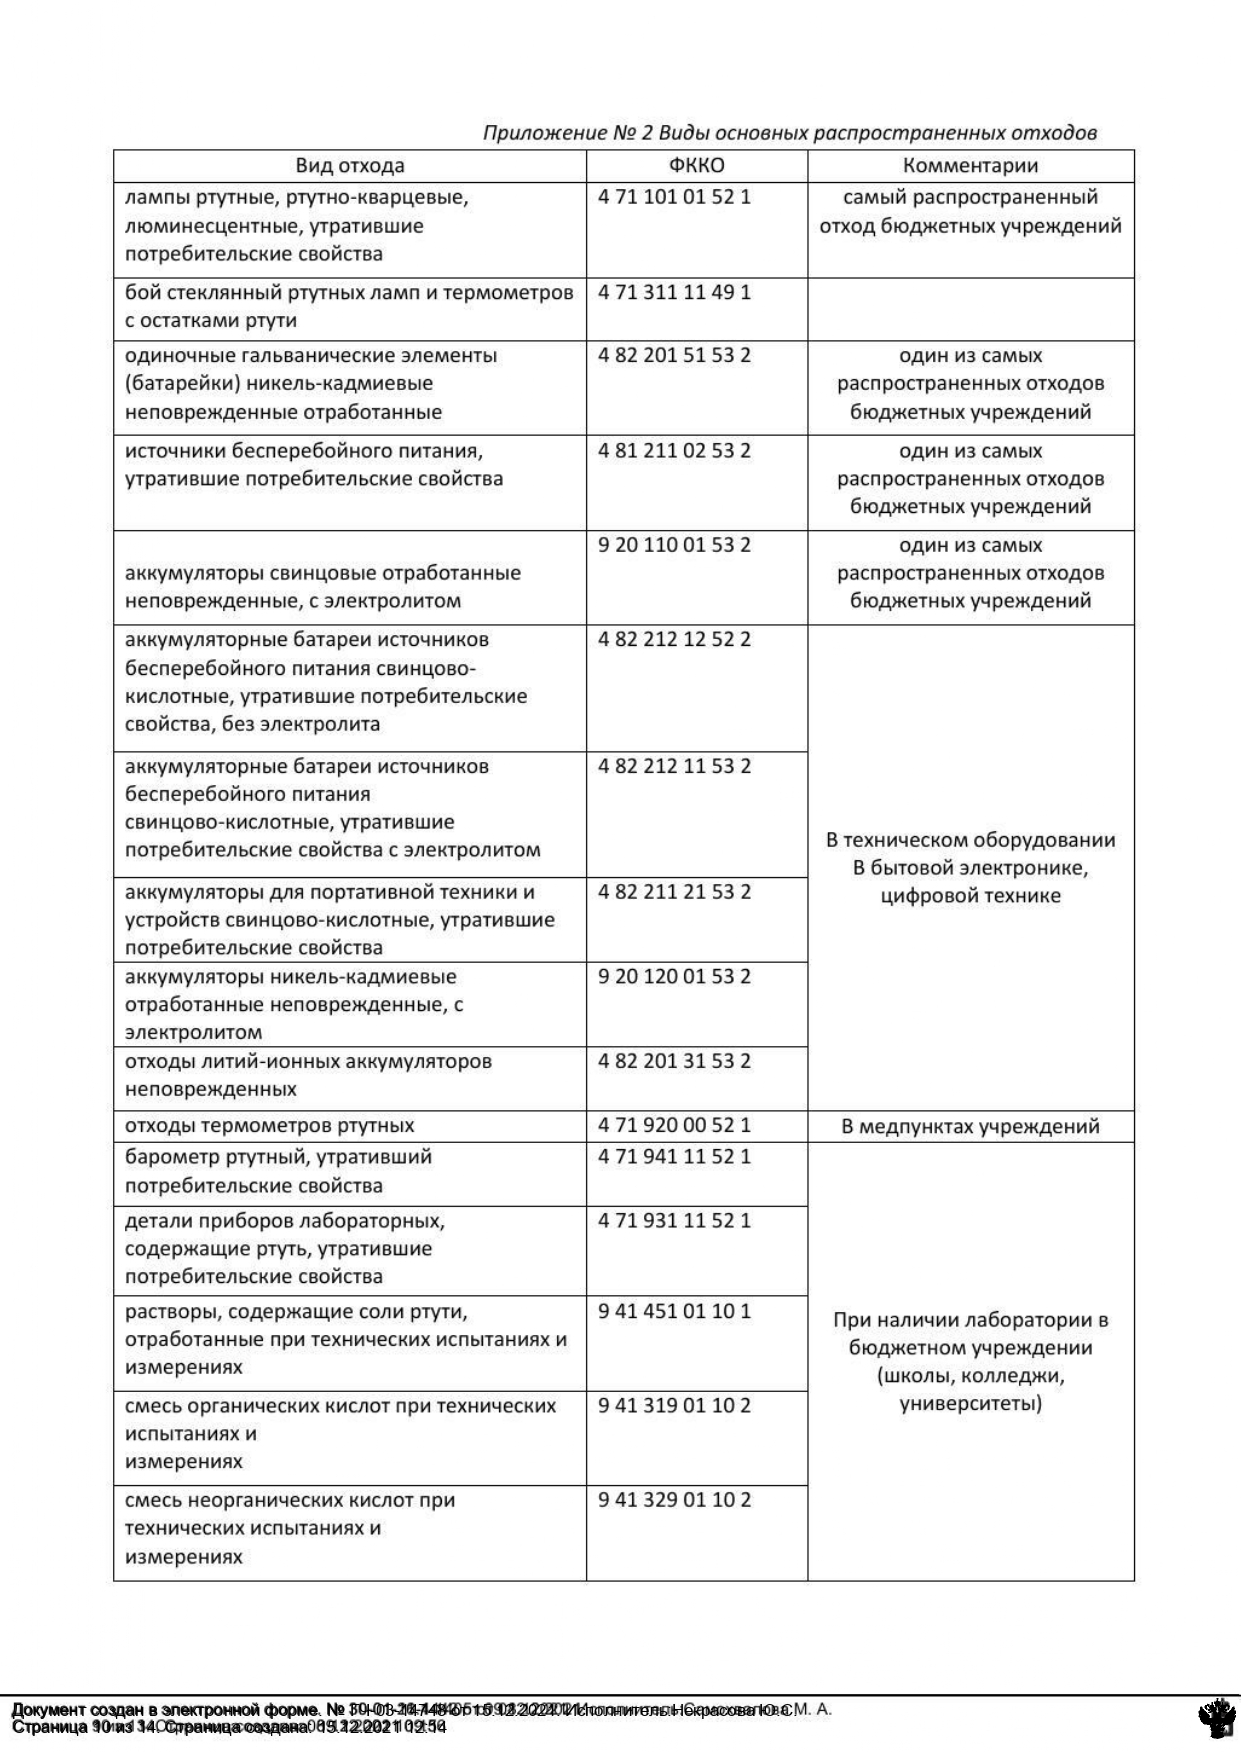 Приложение № 2 Виды основных распространенных отходов
Вид отхода
ФККО
Комментарии
лампы ртутные, ртутно-кварцевые,
люминесцентные, утратившие
потребительские свойства
4 71 101 01 52 1
самый распространенный
отход бюджетных учреждений
бой стеклянный ртутных ламп и термометров
с остатками ртути
4 71 311 11 49 1
одиночные гальванические элементы
(батарейки) никель-кадмиевые
неповрежденные отработанные
4 82 201 51 53 2
один из самых
распространенных отходов
бюджетных учреждений
источники бесперебойного питания,
утратившие потребительские свойства
4 81 211 02 53 2
один из самых
распространенных отходов
бюджетных учреждений
аккумуляторы свинцовые отработанные
неповрежденные, с электролитом
9 20 110 01 53 2
один из самых
распространенных отходов
бюджетных учреждений
аккумуляторные батареи источников
бесперебойного питания свинцово-
кислотные, утратившие потребительские
свойства, без электролита
4 82 212 12 52 2
аккумуляторные батареи источников
бесперебойного питания
свинцово-кислотные, утратившие
потребительские свойства с электролитом
4 82 212 11 53 2
В техническом оборудовании
В бытовой электронике,
цифровой технике
аккумуляторы для портативной техники и
устройств свинцово-кислотные, утратившие
потребительские свойства
4 82 211 21 53 2
аккумуляторы никель-кадмиевые
отработанные неповрежденные, с
электролитом
9 20 120 01 53 2
отходы литий-ионных аккумуляторов
неповрежденных
4 82 201 31 53 2
отходы термометров ртутных
4 71 920 00 52 1
В медпунктах учреждений
барометр ртутный, утративший
потребительские свойства
4 71 941 11 52 1
детали приборов лабораторных,
содержащие ртуть, утратившие
потребительские свойства
4 71 931 11 52 1
растворы, содержащие соли ртути,
отработанные при технических испытаниях и
измерениях
9 41 451 01 10 1
При наличии лаборатории в
бюджетном учреждении
(школы, колледжи,
университеты)
смесь органических кислот при технических
испытаниях и
измерениях
9 41 319 01 10 2
смесь неорганических кислот при
технических испытаниях и
измерениях
9 41 329 01 10 2
Документ создан в электронной форме. №
Страница